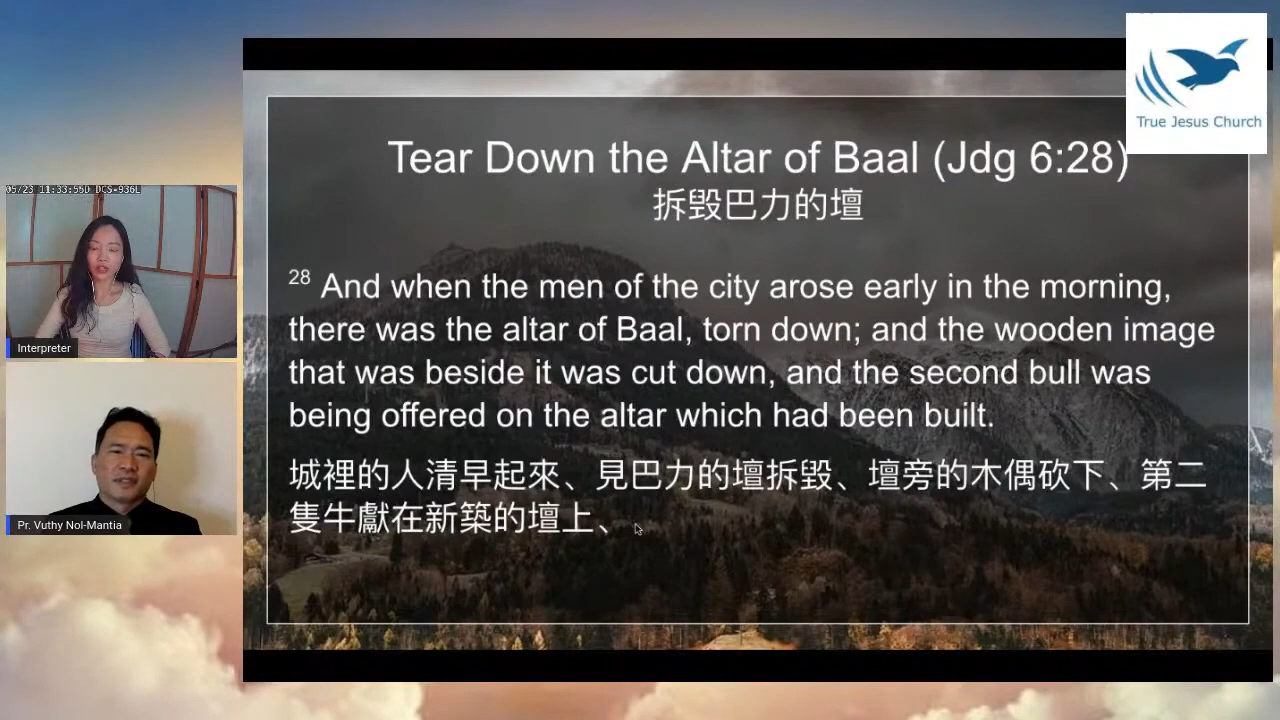 True Jesus Church
Tear Down the Altar of Baal (Jdg 6:28)
拆毀巴力的壇
28 And when the men of the city arose early in the morning,
there was the altar of Baal, torn down; and the wooden image
that was beside it was cut down, and the second bull was
being offered on the altar which had been built.
城裡的人清早起來、見巴力的壇拆毀、壇旁的木偶砍下、第二
隻牛獻在新築的壇上、
05/23 11:33:56D DCS-936L
Interpreter
Pr. Vuthy Nol-Mantia